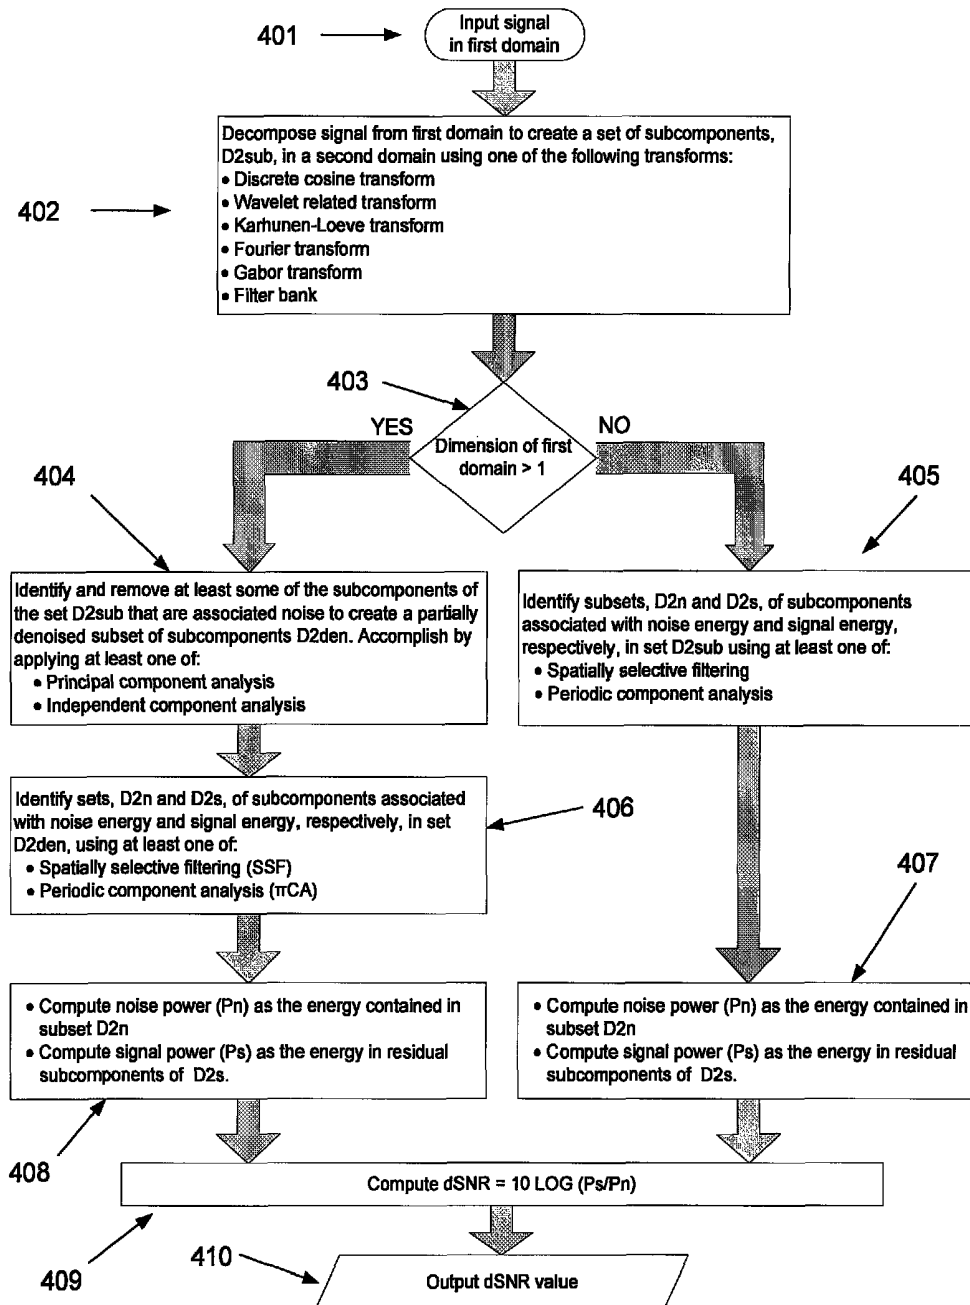 401
Input signal
in first domain
402
Decompose signal from first domain to create a set of subcomponents,
D2sub, in a second domain using one of the following transforms:
• Discrete cosine transform
• Wavelet related transform
• Karhunen-Loeve transform
• Fourier transform
• Gabor transform
• Filter bank
403
YES
NO
Dimension of first
domain > 1
404
405
Identify and remove at least some of the subcomponents of
the set D2sub that are associated noise to create a partially
denoised subset of subcomponents D2den. Accomplish by
applying at least one of:
• Principal component analysis
• Independent component analysis
Identify subsets, D2n and D2s, of subcomponents
associated with noise energy and signal energy,
respectively, in set D2sub using at least one of:
• Spatially selective filtering
• Periodic component analysis
406
Identify sets, D2n and D2s, of subcomponents associated
with noise energy and signal energy, respectively, in set
D2den, using at least one of:
• Spatially selective filtering (SSF)
• Periodic component analysis (πCA)
407
• Compute noise power (Pn) as the energy contained in
subset D2n
• Compute signal power (Ps) as the energy in residual
subcomponents of D2s.
• Compute noise power (Pn) as the energy contained in
subset D2n
• Compute signal power (Ps) as the energy in residual
subcomponents of D2s.
408
Compute dSNR = 10 LOG (Ps/Pn)
409
410
Output dSNR value